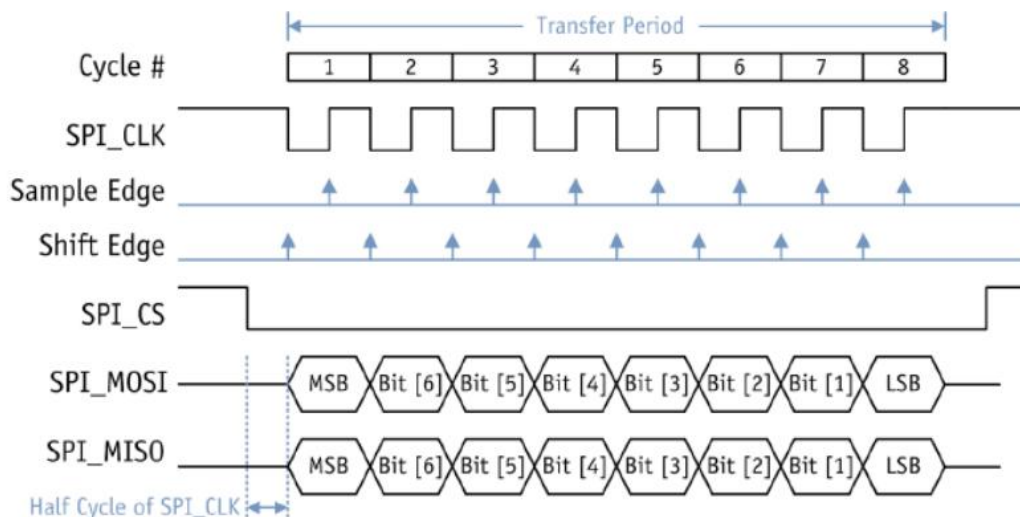 Transfer Period
Cycle # 1 2 3 4 5 6 7 8
SPI_CLK
Sample Edge
Shift Edge
SPI_CS
SPI_MOSI MSB Bit [6] Bit [5] Bit [4] Bit [3] Bit [2] Bit [1] LSB
SPI_MISO MSB Bit [6] Bit [5] Bit [4] Bit [3] Bit [2] Bit [1] LSB
Half Cycle of SPI_CLK